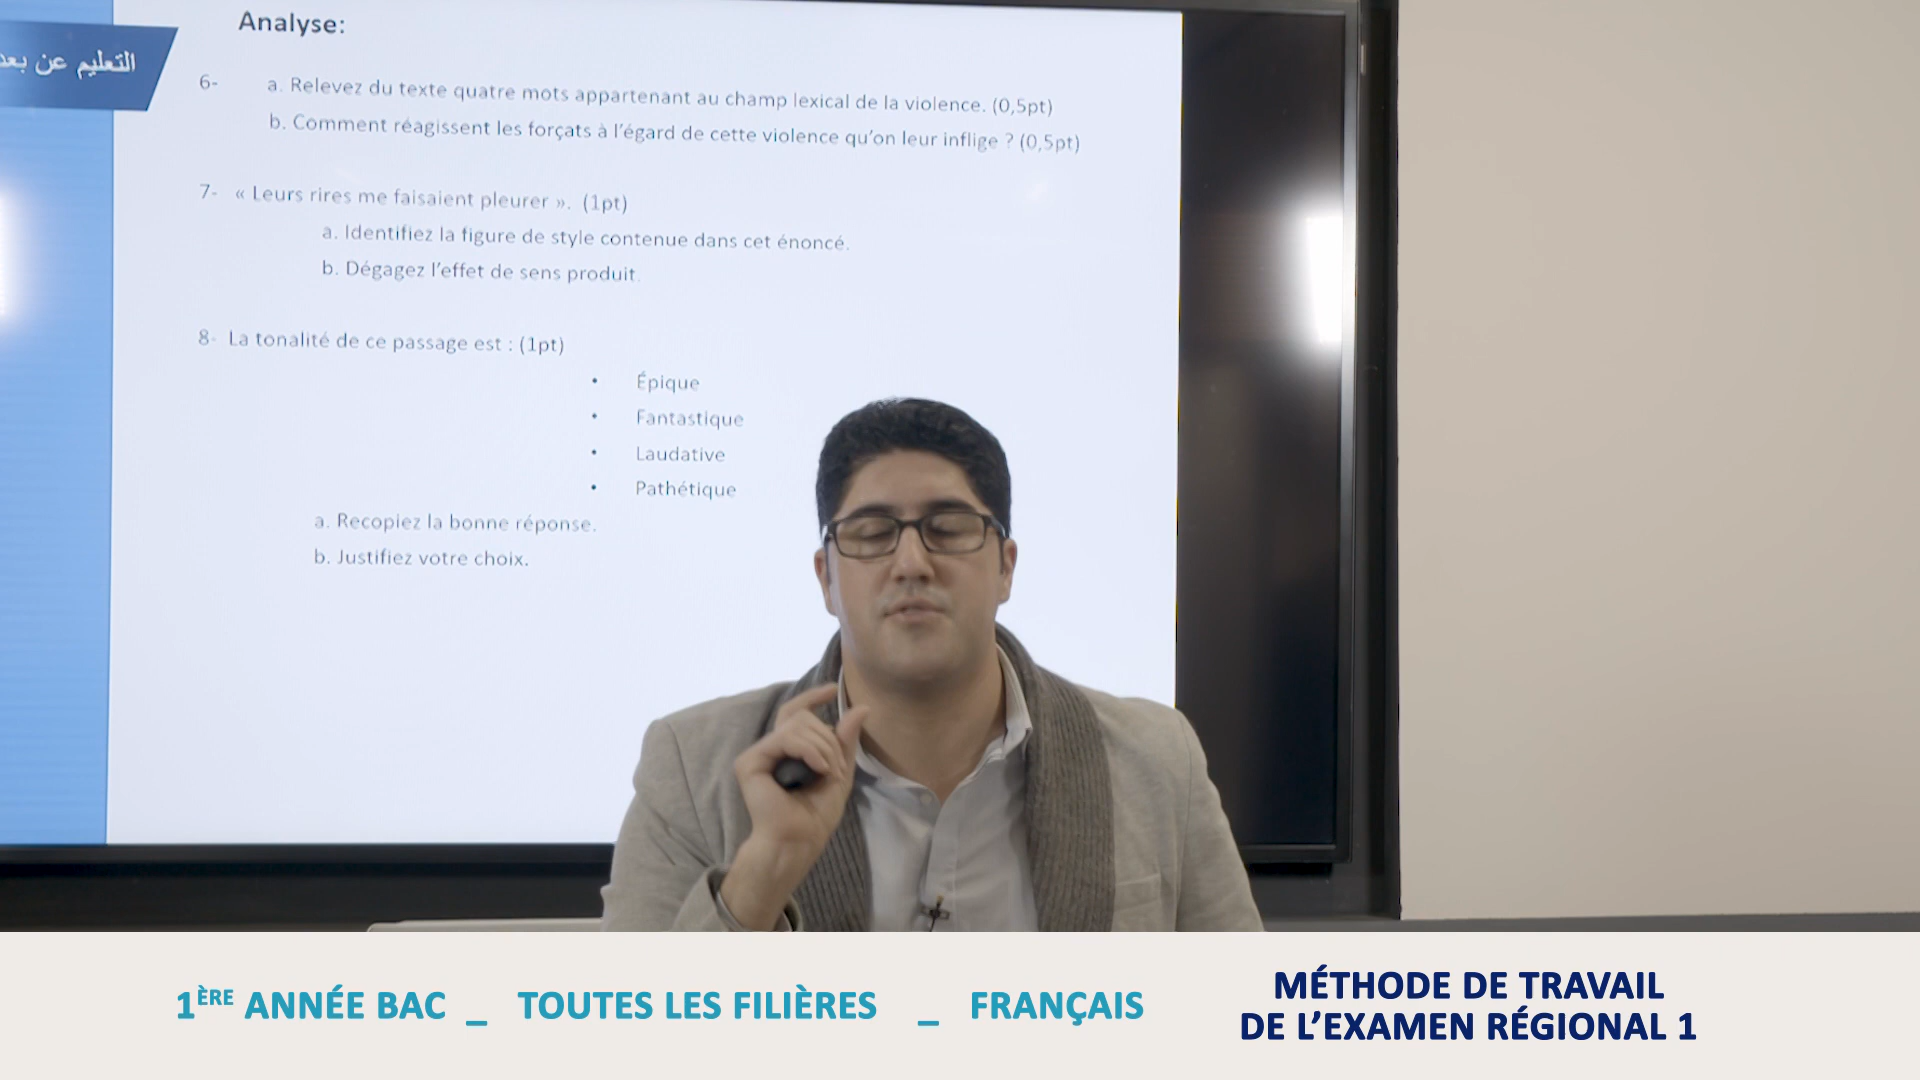 Analyse:
التعليم عن بعد
6- a. Relevez du texte quatre mots appartenant au champ lexical de la violence. (0,5pt)
b. Comment réagissent les forçats à l'égard de cette violence qu'on leur inflige ? (0,5pt)
7- « Leurs rires me faisaient pleurer ». (1pt)
a. Identifiez la figure de style contenue dans cet énoncé.
b. Dégagez l'effet de sens produit.
8- La tonalité de ce passage est : (1pt)
• Épique
• Fantastique
• Laudative
• Pathétique
a. Recopiez la bonne réponse.
b. Justifiez votre choix.
1ÈRE ANNÉE BAC _ TOUTES LES FILIÈRES _ FRANÇAIS
MÉTHODE DE TRAVAIL
DE L'EXAMEN RÉGIONAL 1